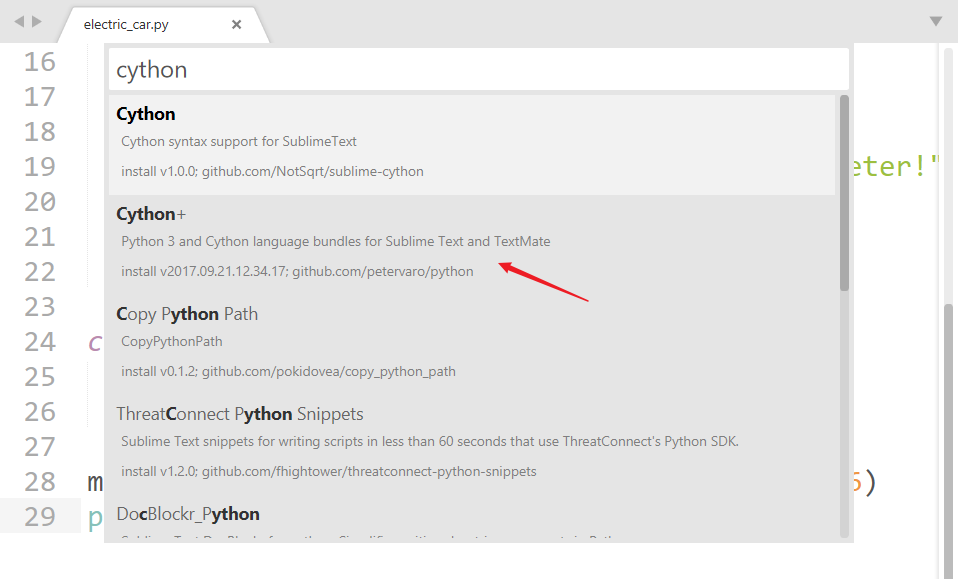 electric_car.py
cython
16
17
18
19 eter!"
20
21
22
23
24 c
25
26
27
28 m )
29 p
Cython
Cython syntax support for SublimeText
install v1.0.0; github.com/NotSqrt/sublime-cython
Cython+
Python 3 and Cython language bundles for Sublime Text and TextMate
install v2017.09.21.12.34.17; github.com/petervaro/python
Copy Python Path
CopyPythonPath
install v0.1.2; github.com/pokidovea/copy_python_path
ThreatConnect Python Snippets
Sublime Text snippets for writing scripts in less than 60 seconds that use ThreatConnect's Python SDK.
install v1.2.0; github.com/fhightower/threatconnect-python-snippets
DocBlockr_Python